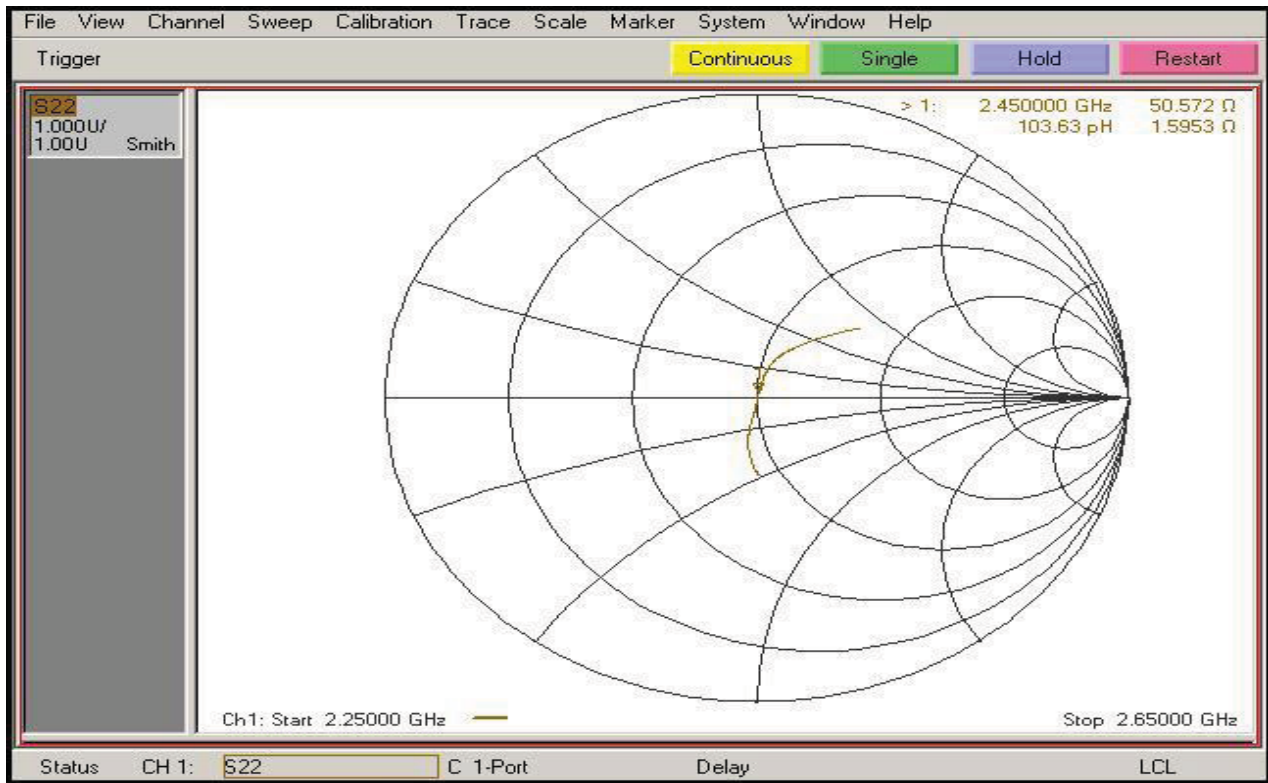 File View Channel Sweep Calibration Trace Scale Marker System Window Help
Trigger Continuous Single Hold Restart
S22
1.000U/
1.00U Smith
> 1: 2.450000 GHz 50.572 Ω
103.63 pH 1.5953 Ω
1
Ch1: Start 2.25000 GHz Stop 2.65000 GHz
Status CH 1: S22 C 1-Port Delay LCL